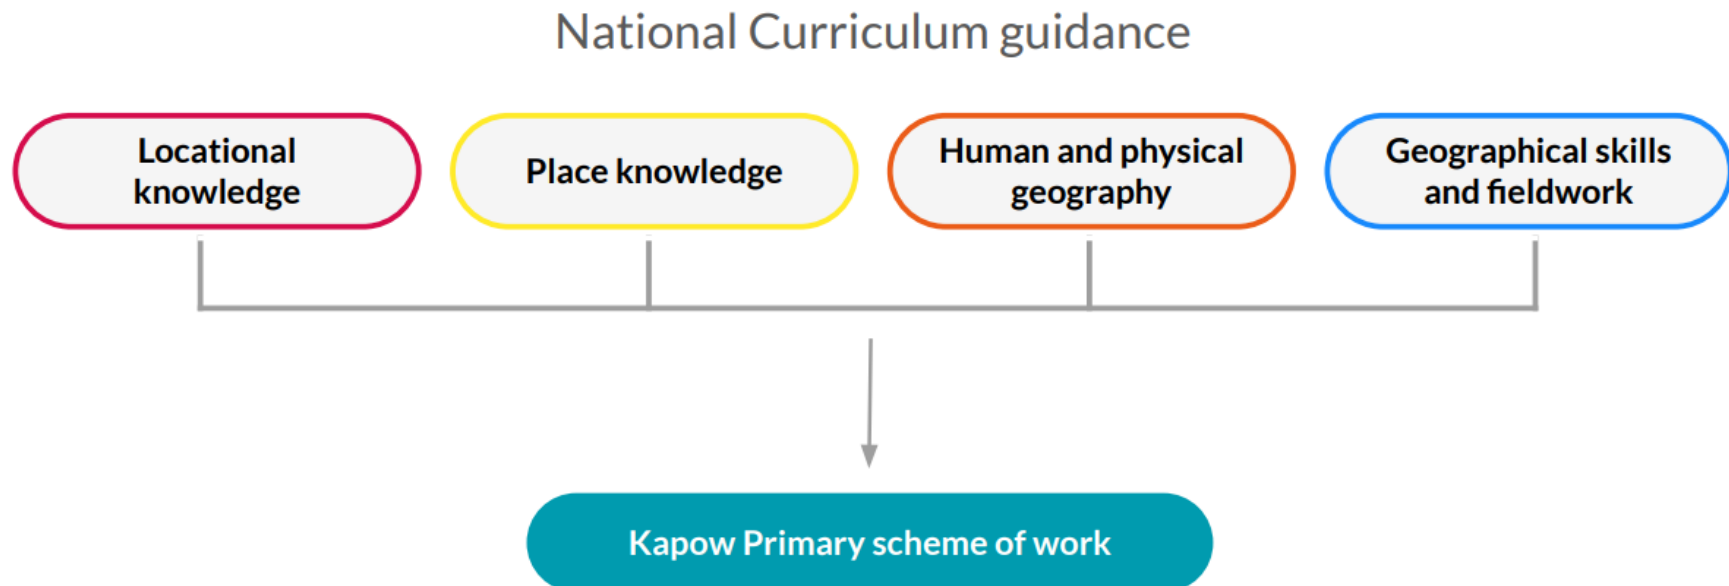 National Curriculum guidance
Locational
knowledge
Place knowledge
Human and physical
geography
Geographical skills
and fieldwork
Kapow Primary scheme of work